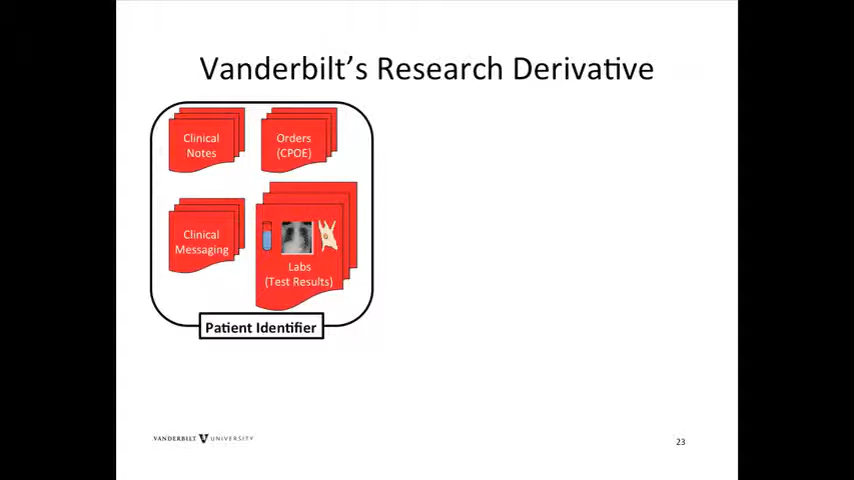 Vanderbilt's Research Derivative
Clinical
Notes
Orders
(CPOE)
Clinical
Messaging
Labs
(Test Results)
Patient Identifier
VANDERBILT UNIVERSITY
23